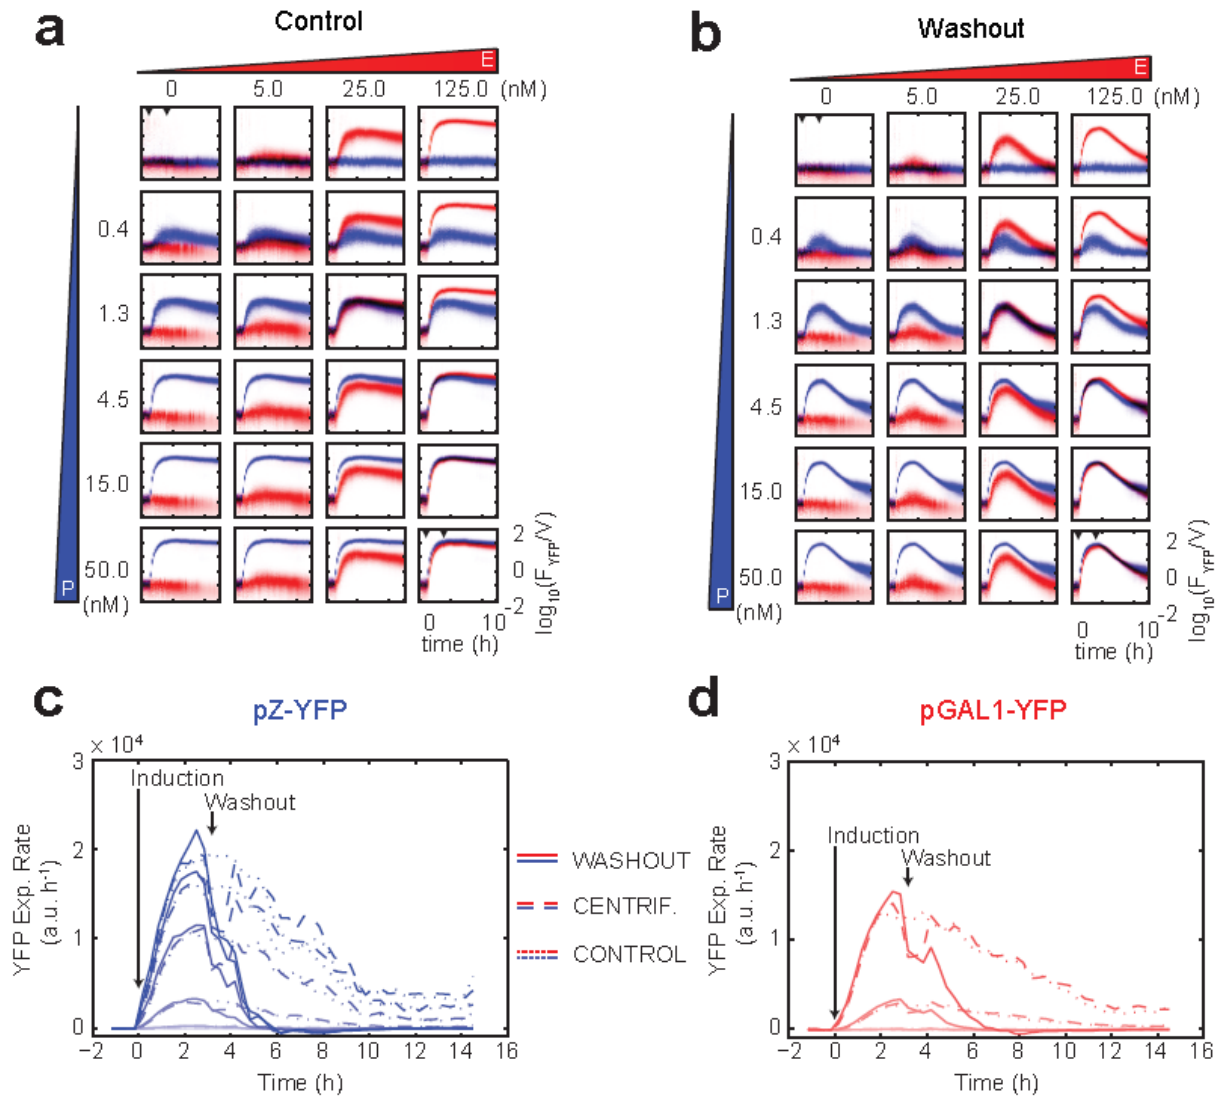 a
Control
E
0 5.0 25.0 125.0 (nM)
0.4
1.3
4.5
15.0
50.0
P
(nM)
2
0
-2
log10(FYFP/V)
0 10
time (h)
b
Washout
E
0 5.0 25.0 125.0 (nM)
0.4
1.3
4.5
15.0
50.0
P
(nM)
2
0
-2
log10(FYFP/V)
0 10
time (h)
c
pZ-YFP
× 10^4
3
2
1
0
YFP Exp. Rate
(a.u. h^-1)
Induction
Washout
−2 0 2 4 6 8 10 12 14 16
Time (h)
WASHOUT
CENTRIF.
CONTROL
d
pGAL1-YFP
× 10^4
3
2
1
0
YFP Exp. Rate
(a.u. h^-1)
Induction
Washout
−2 0 2 4 6 8 10 12 14 16
Time (h)